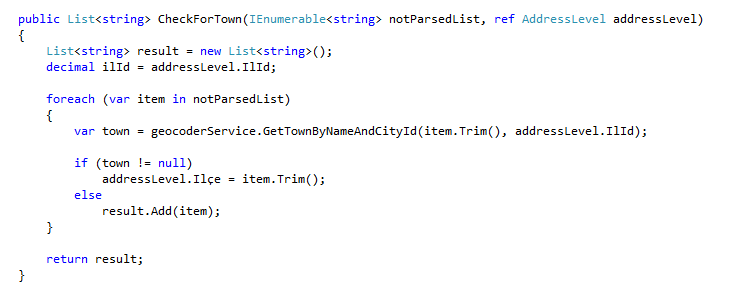 public List<string> CheckForTown(IEnumerable<string> notParsedList, ref AddressLevel addressLevel)
{
List<string> result = new List<string>();
decimal ilId = addressLevel.IlId;
foreach (var item in notParsedList)
{
var town = geocoderService.GetTownByNameAndCityId(item.Trim(), addressLevel.IlId);
if (town != null)
addressLevel.Ilçe = item.Trim();
else
result.Add(item);
}
return result;
}